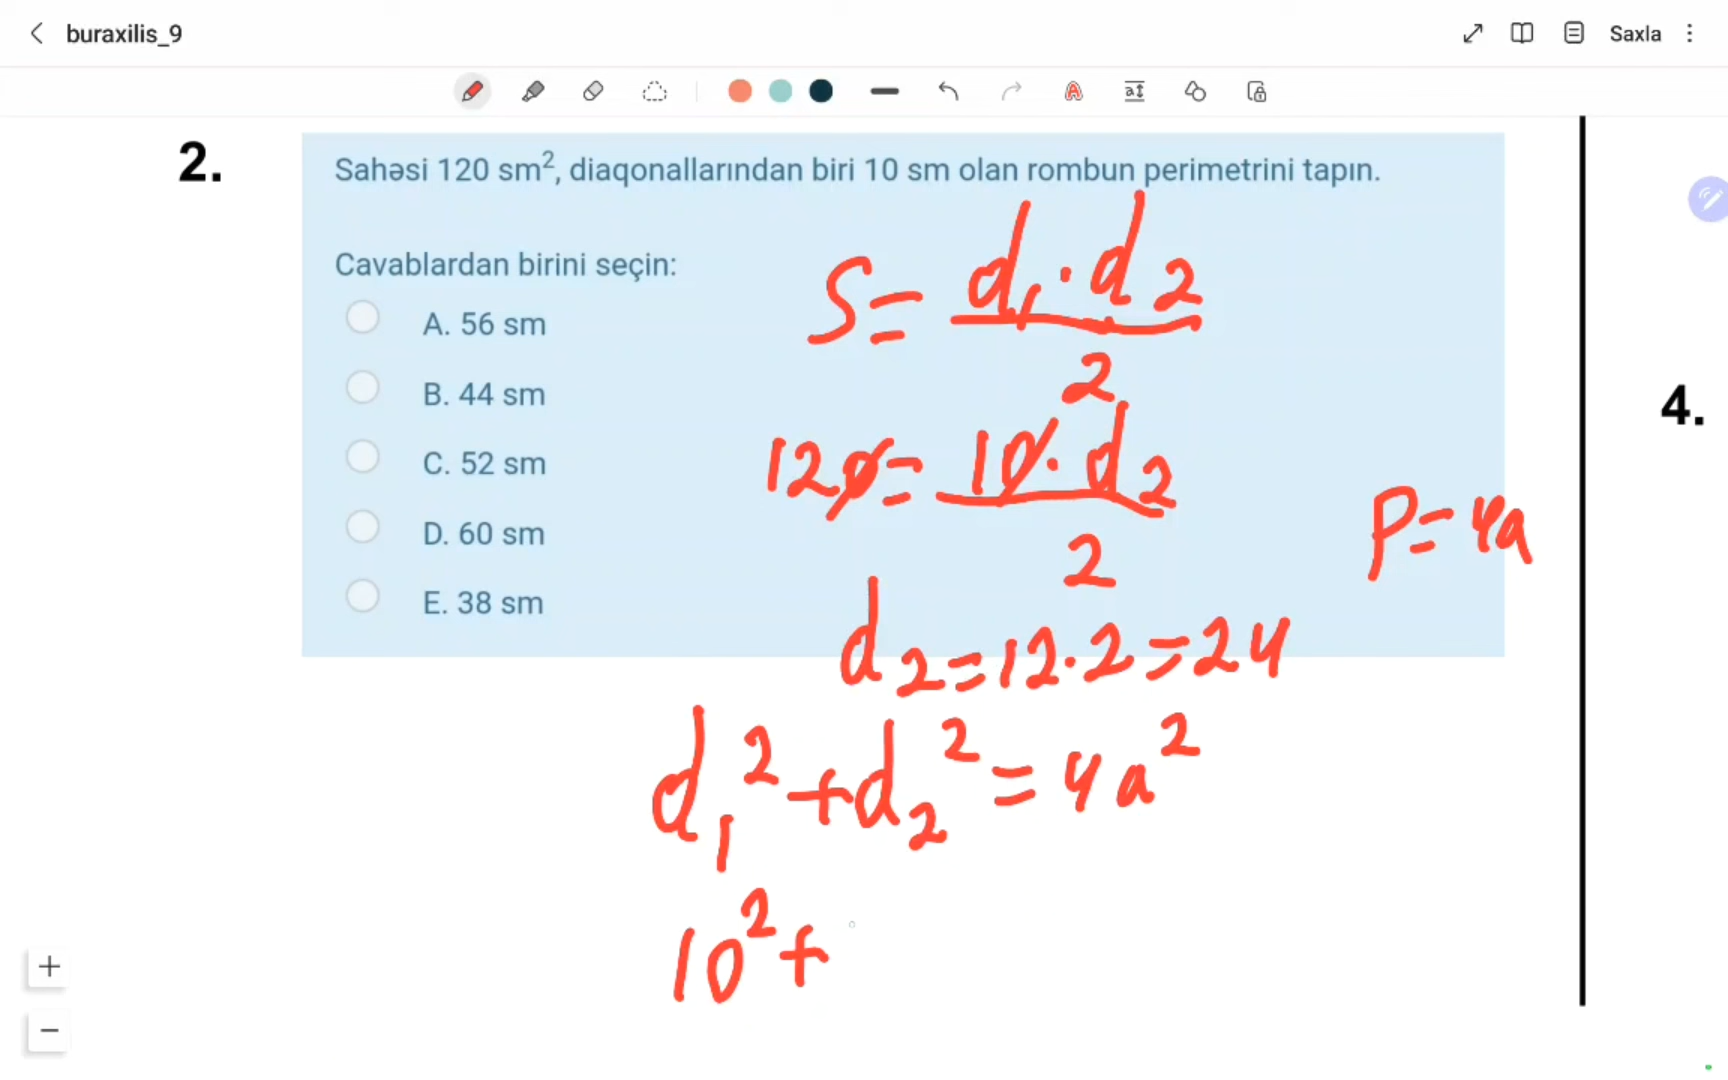 buraxilis_9
Saxla
2.
Sahəsi 120 sm², diaqonallarından biri 10 sm olan rombun perimetrini tapın.
Cavablardan birini seçin:
A. 56 sm
B. 44 sm
C. 52 sm
D. 60 sm
E. 38 sm
S = d₁ · d₂ / 2
120 = 10 · d₂ / 2
P = 4a
d₂ = 12 · 2 = 24
d₁² + d₂² = 4a²
10² +
4.